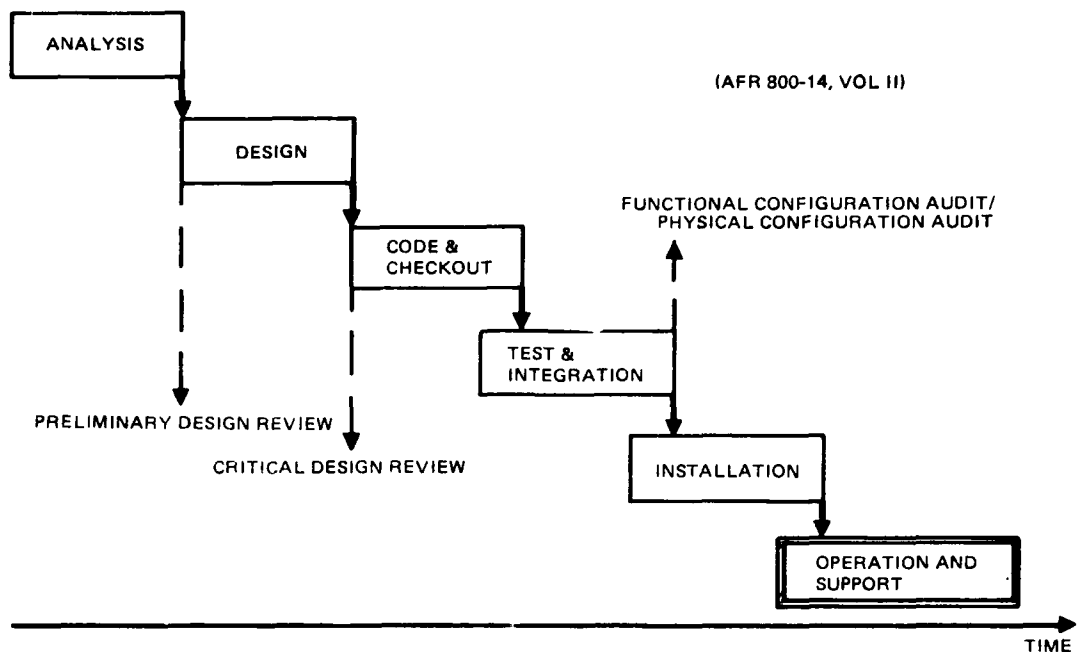 ANALYSIS
(AFR 800-14, VOL II)
DESIGN
FUNCTIONAL CONFIGURATION AUDIT/
PHYSICAL CONFIGURATION AUDIT
CODE &
CHECKOUT
TEST &
INTEGRATION
PRELIMINARY DESIGN REVIEW
CRITICAL DESIGN REVIEW
INSTALLATION
OPERATION AND
SUPPORT
TIME